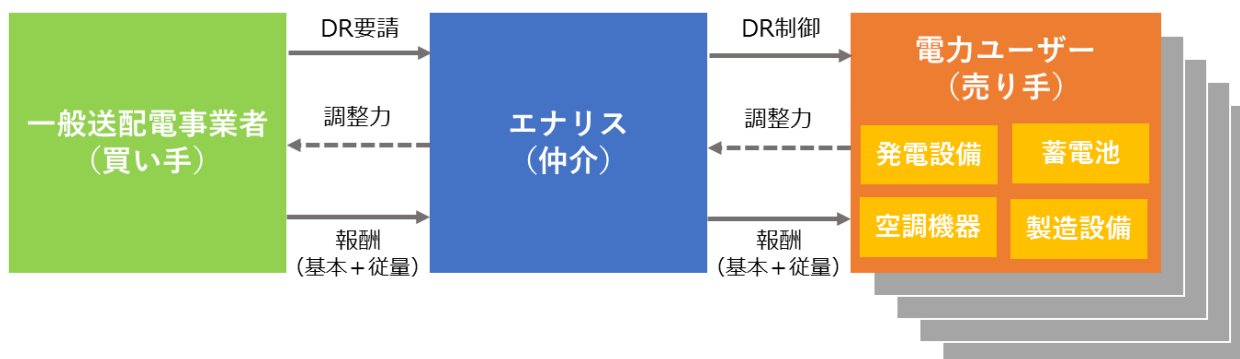 一般送配電事業者
（買い手）
DR要請
調整力
報酬
（基本＋従量）
エナリス
（仲介）
DR制御
調整力
報酬
（基本＋従量）
電力ユーザー
（売り手）
発電設備
蓄電池
空調機器
製造設備